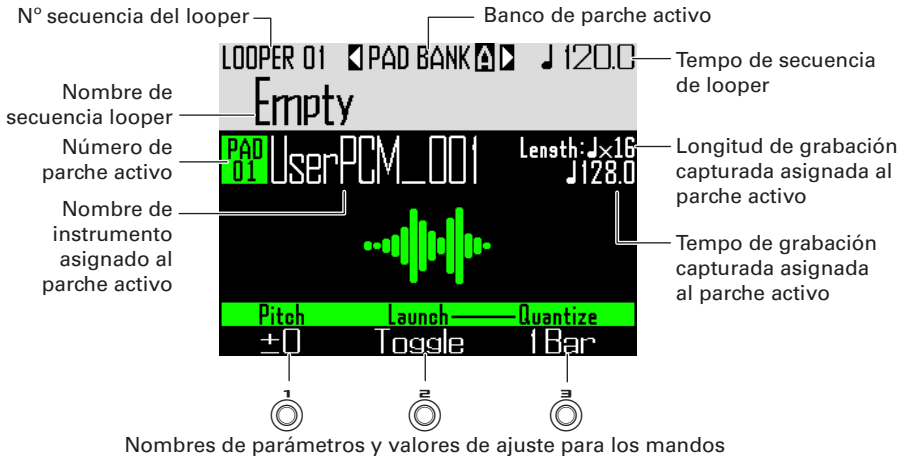 Nº secuencia del looper
Banco de parche activo
LOOPER 01 PAD BANK A ♩120.0
Tempo de secuencia
de looper
Nombre de
secuencia looper
Empty
Número de
parche activo
PAD
01
UserPCM_001
Length:♩×16
♩128.0
Longitud de grabación
capturada asignada al
parche activo
Nombre de
instrumento
asignado al
parche activo
Tempo de grabación
capturada asignada
al parche activo
Pitch Launch Quantize
±0 Toggle 1 Bar
1 2 3
Nombres de parámetros y valores de ajuste para los mandos